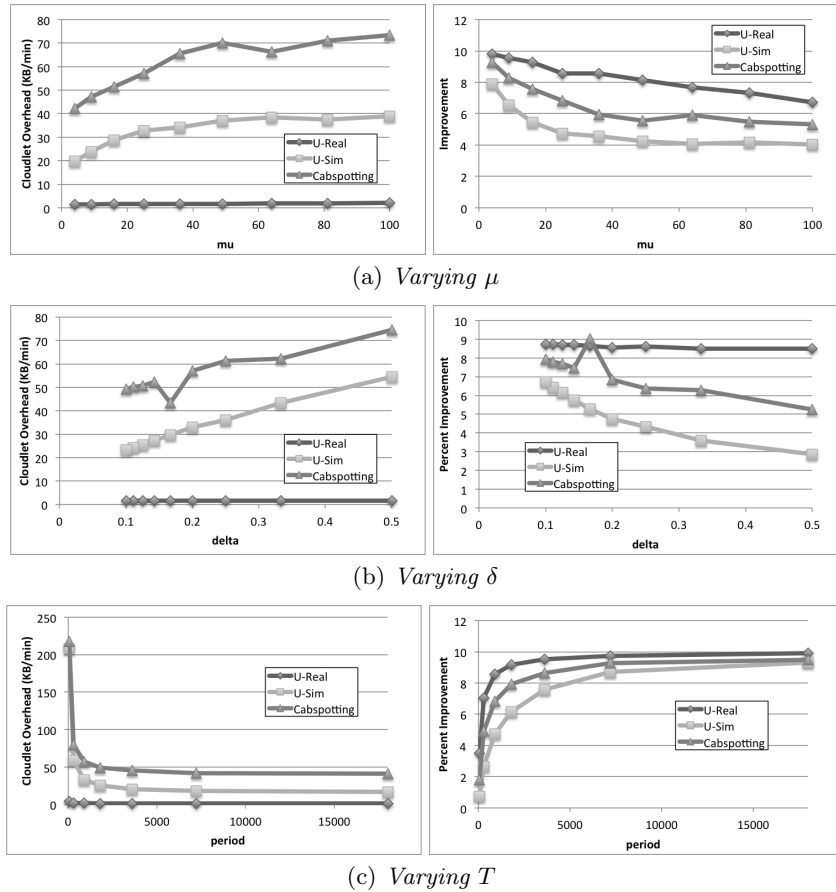 Cloudlet Overhead (KB/min)
80
70
60
50
40
30
20
10
0
0 20 40 60 80 100
mu
U-Real
U-Sim
Cabspotting
Improvement
12
10
8
6
4
2
0
0 20 40 60 80 100
mu
U-Real
U-Sim
Cabspotting
(a) Varying μ
Cloudlet Overhead (KB/min)
80
70
60
50
40
30
20
10
0
0 0.1 0.2 0.3 0.4 0.5
delta
U-Real
U-Sim
Cabspotting
Percent Improvement
10
9
8
7
6
5
4
3
2
1
0
0 0.1 0.2 0.3 0.4 0.5
delta
U-Real
U-Sim
Cabspotting
(b) Varying δ
Cloudlet Overhead (KB/min)
250
200
150
100
50
0
0 5000 10000 15000
period
U-Real
U-Sim
Cabspotting
Percent Improvement
12
10
8
6
4
2
0
0 5000 10000 15000
period
U-Real
U-Sim
Cabspotting
(c) Varying T